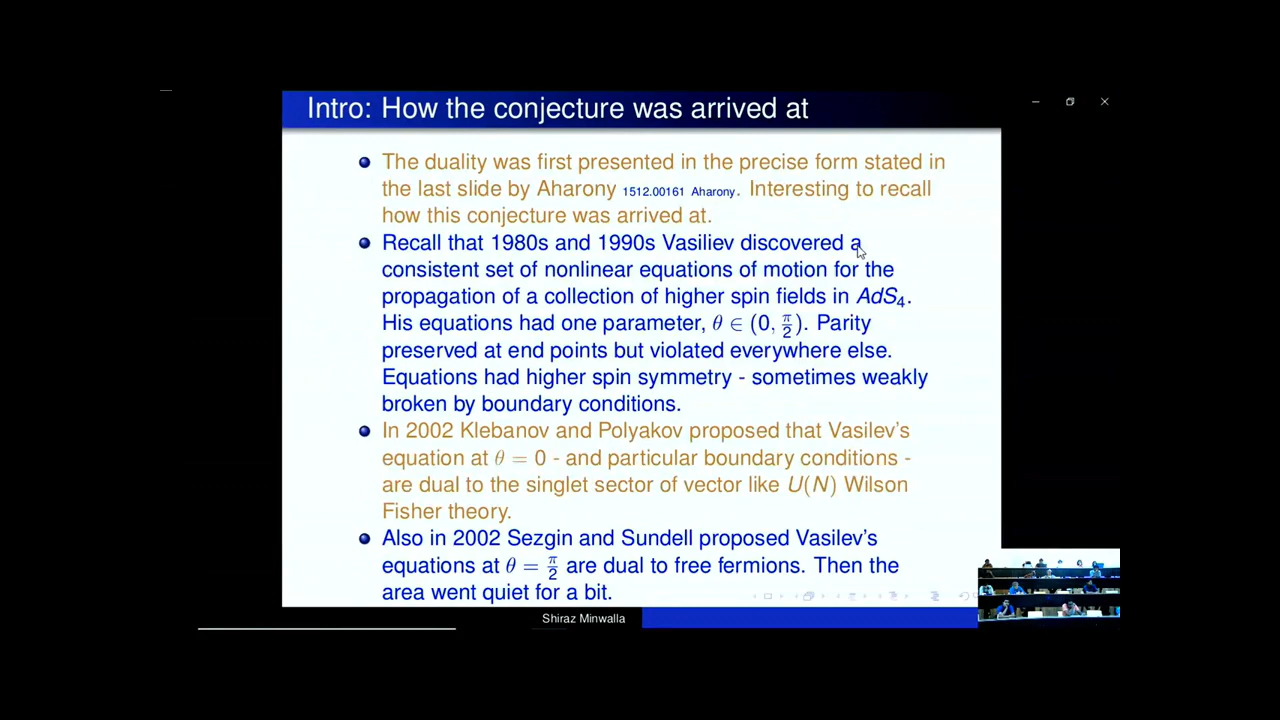 Intro: How the conjecture was arrived at
The duality was first presented in the precise form stated in
the last slide by Aharony 1512.00161 Aharony. Interesting to recall
how this conjecture was arrived at.
Recall that 1980s and 1990s Vasiliev discovered a
consistent set of nonlinear equations of motion for the
propagation of a collection of higher spin fields in AdS₄.
His equations had one parameter, θ ∈ (0, π/2). Parity
preserved at end points but violated everywhere else.
Equations had higher spin symmetry - sometimes weakly
broken by boundary conditions.
In 2002 Klebanov and Polyakov proposed that Vasilev's
equation at θ = 0 - and particular boundary conditions -
are dual to the singlet sector of vector like U(N) Wilson
Fisher theory.
Also in 2002 Sezgin and Sundell proposed Vasilev's
equations at θ = π/2 are dual to free fermions. Then the
area went quiet for a bit.
Shiraz Minwalla